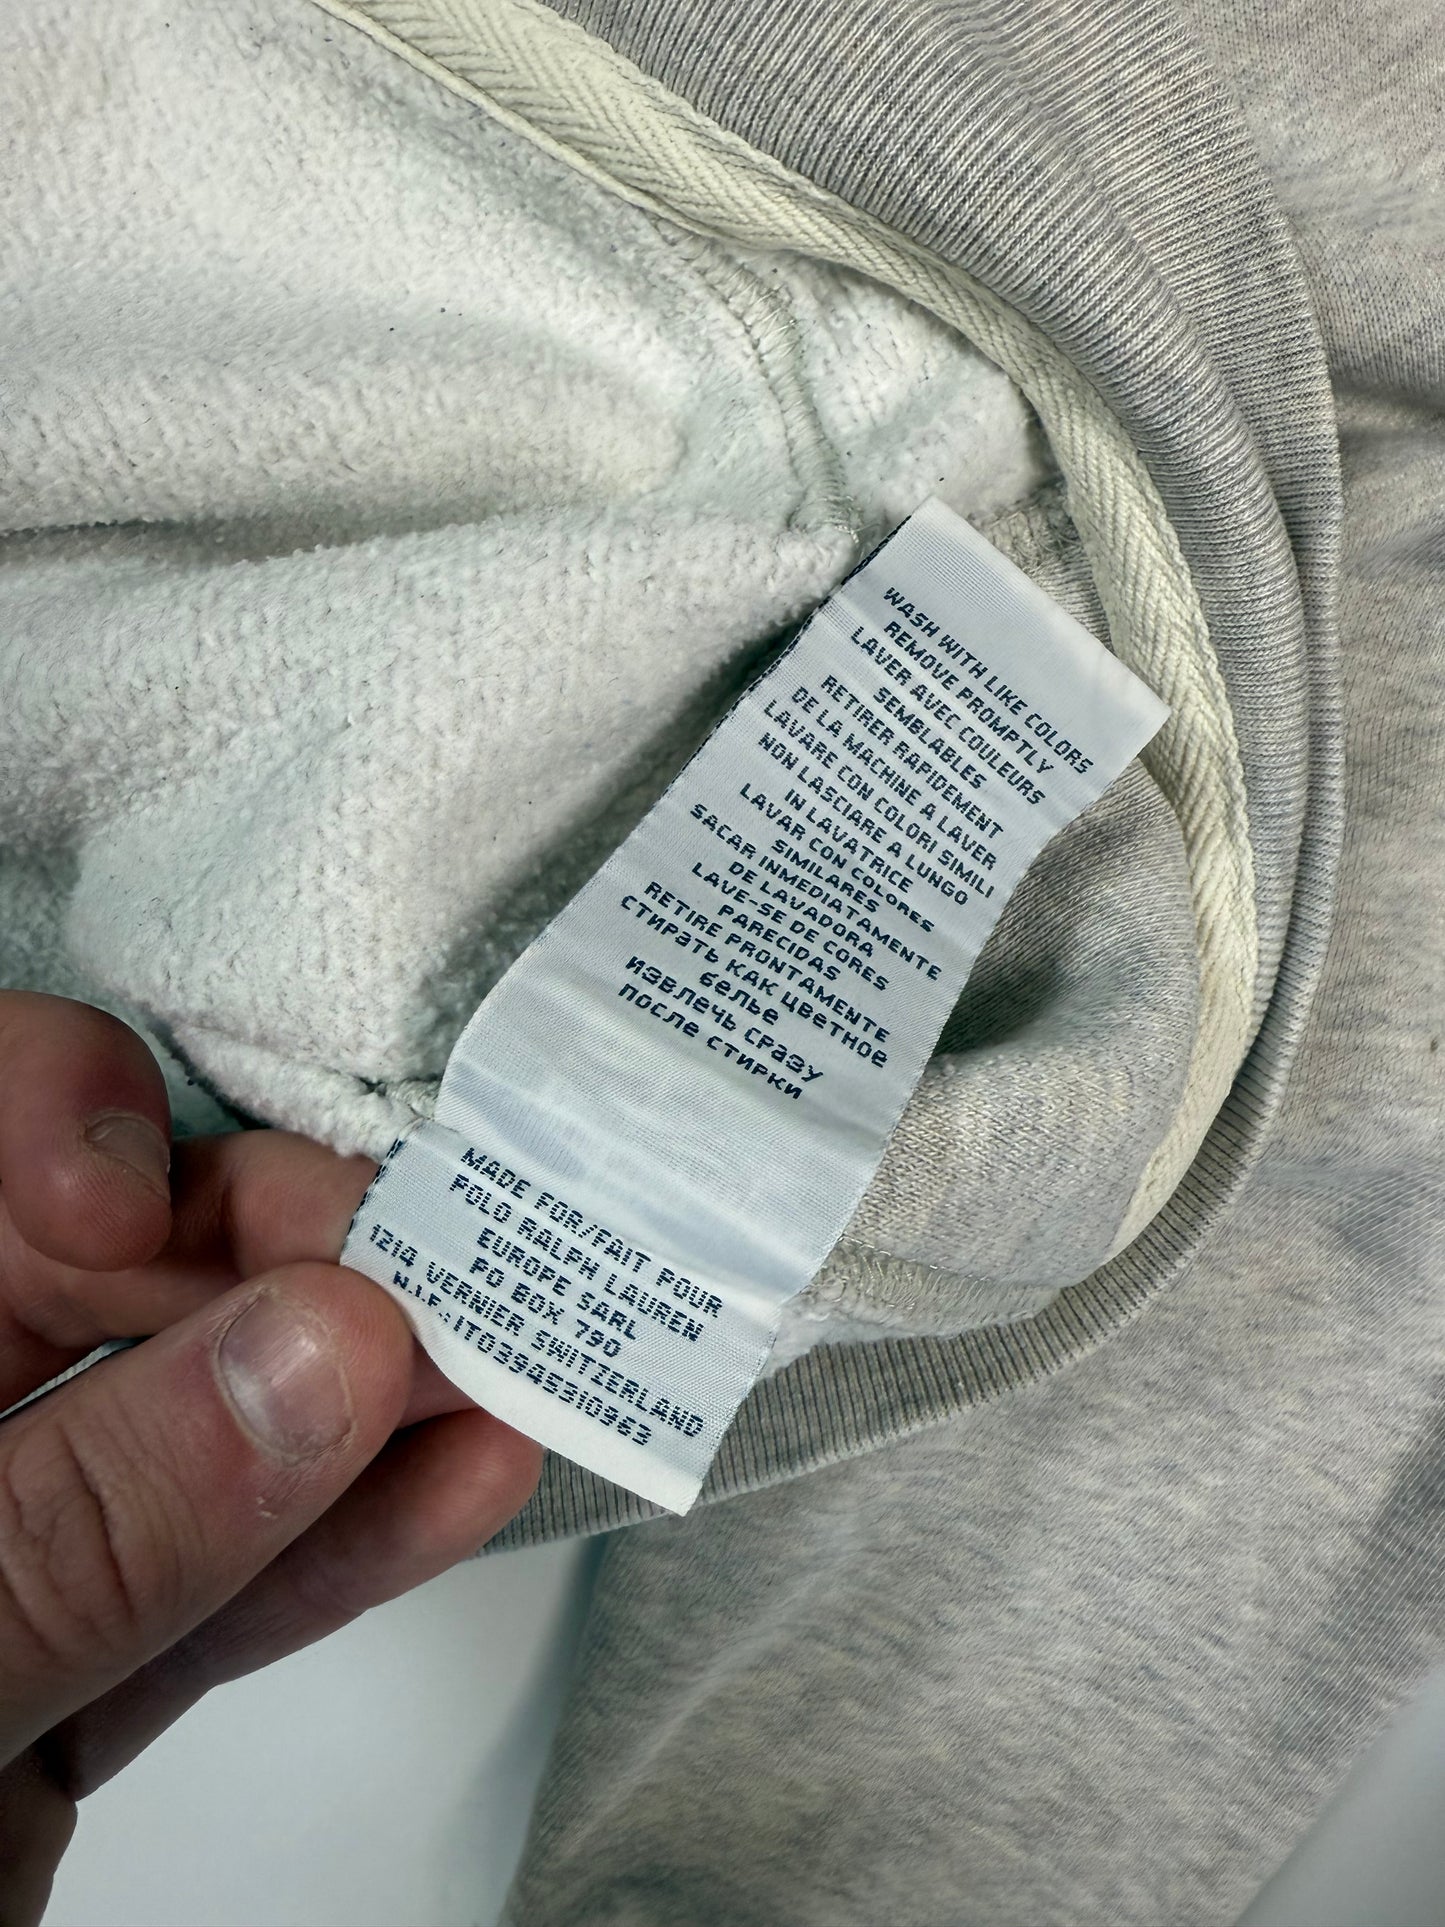 WASH WITH LIKE COLORS
REMOVE PROMPTLY
LAVER AVEC COULEURS
SEMBLABLES
RETIRER RAPIDEMENT
DE LA MACHINE A LAVER
LAVARE CON COLORI SIMILI
NON LASCIARE A LUNGO
IN LAVATRICE
LAVAR CON COLORES
SIMILARES
SACAR INMEDIATAMENTE
DE LAVADORA
LAVE-SE DE CORES
PARECIDAS
RETIRE PRONTAMENTE
СТИРАТЬ КАК ЦВЕТНОЕ
БЕЛЬЕ
ИЗВЛЕЧЬ СРАЗУ
ПОСЛЕ СТИРКИ
MADE FOR/FAIT POUR
POLO RALPH LAUREN
EUROPE SARL
PO BOX 790
1214 VERNIER SWITZERLAND
IT03945310963